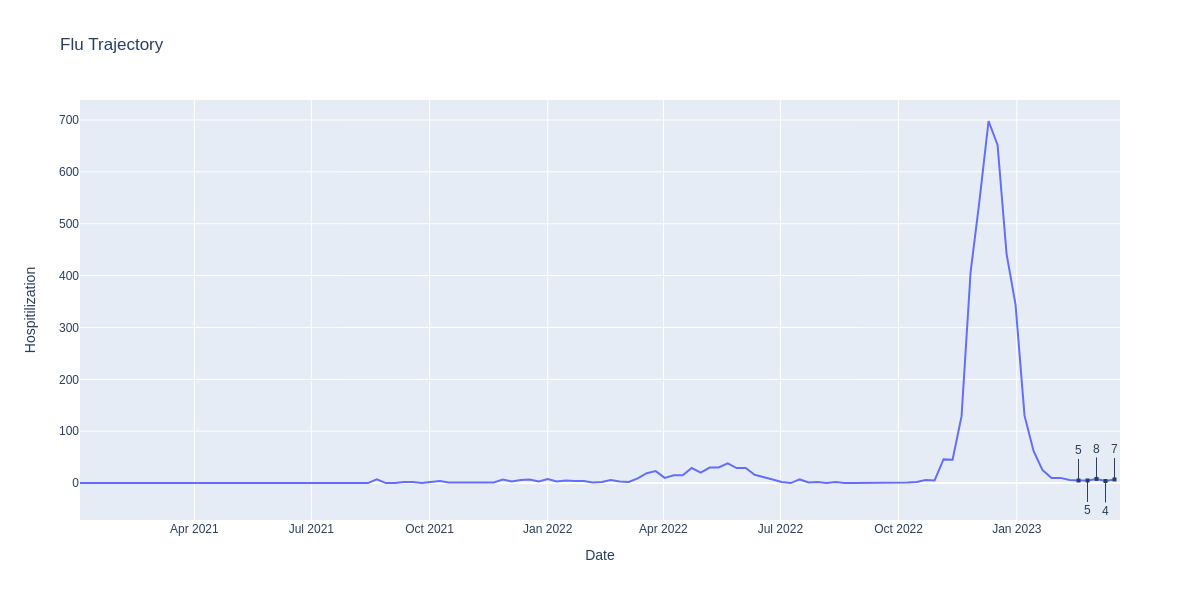 Flu Trajectory
700
600
500
400
300
200
100
0
Hospitilization
5
8
7
5
4
Apr 2021
Jul 2021
Oct 2021
Jan 2022
Apr 2022
Jul 2022
Oct 2022
Jan 2023
Date